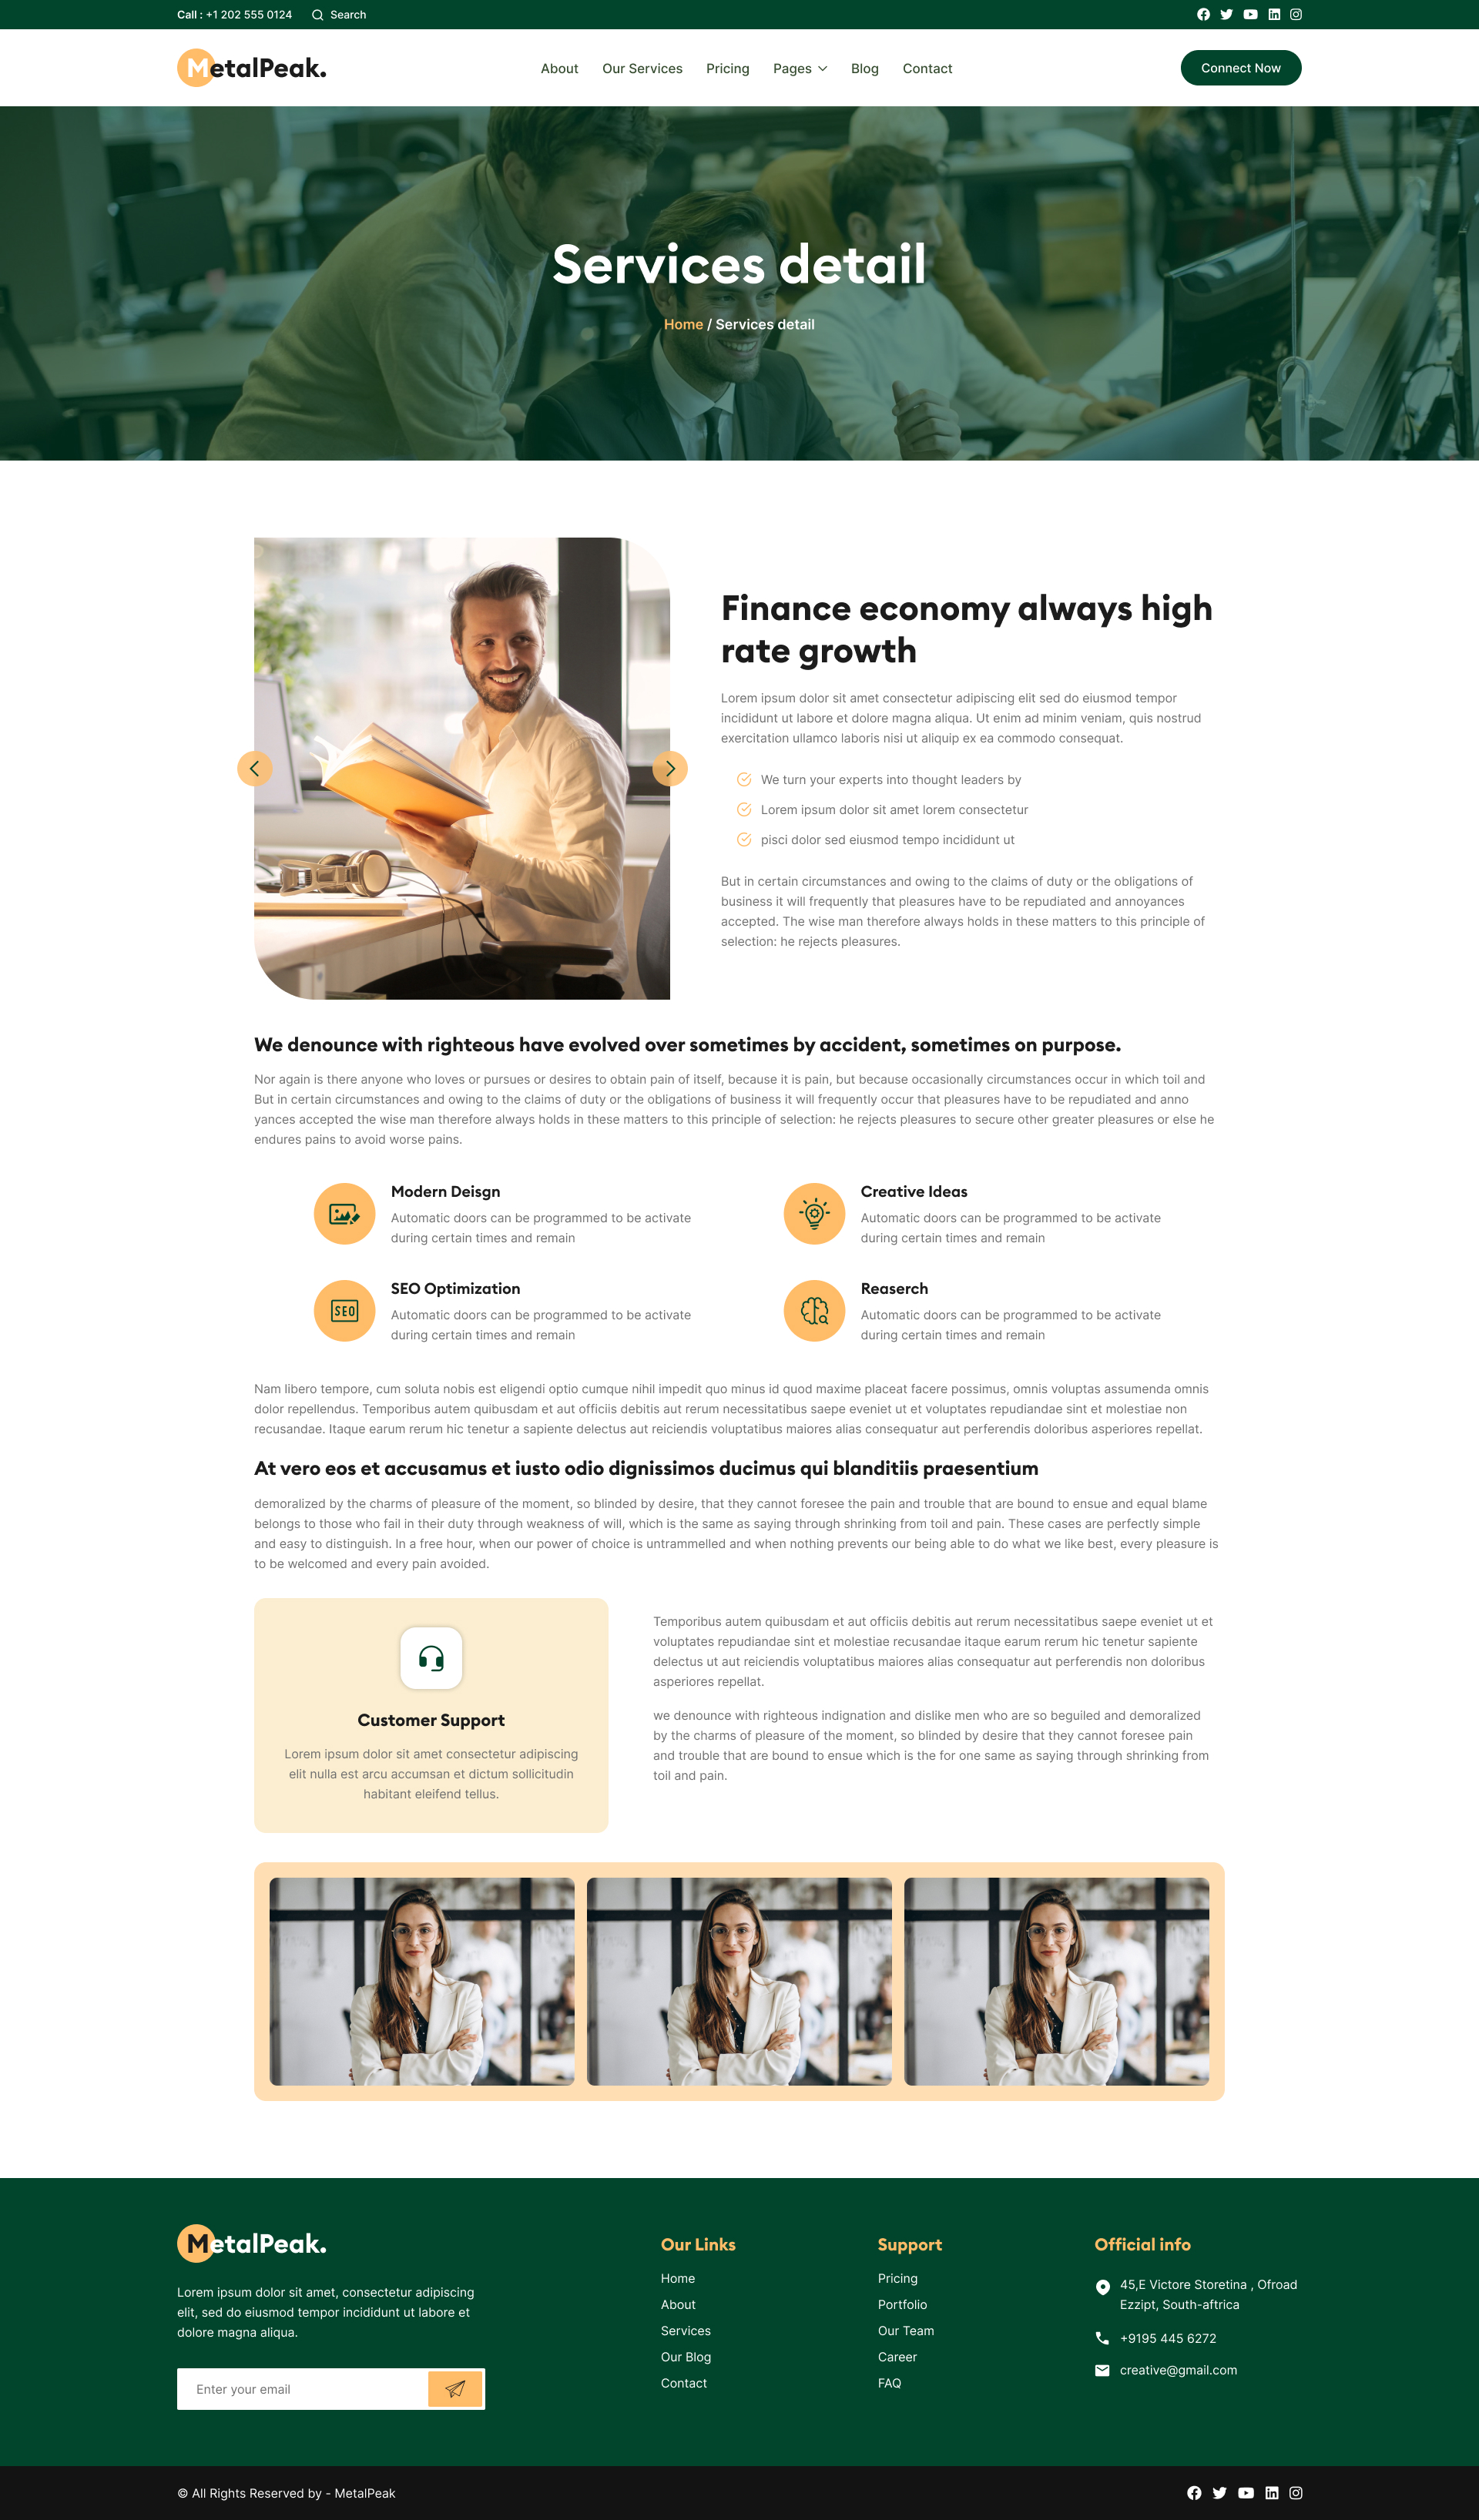 Call : +1 202 555 0124 Search
MetalPeak.
About Our Services Pricing Pages Blog Contact
Connect Now
Services detail
Home / Services detail
Finance economy always high
rate growth
Lorem ipsum dolor sit amet consectetur adipiscing elit sed do eiusmod tempor
incididunt ut labore et dolore magna aliqua. Ut enim ad minim veniam, quis nostrud
exercitation ullamco laboris nisi ut aliquip ex ea commodo consequat.
We turn your experts into thought leaders by
Lorem ipsum dolor sit amet lorem consectetur
pisci dolor sed eiusmod tempo incididunt ut
But in certain circumstances and owing to the claims of duty or the obligations of
business it will frequently that pleasures have to be repudiated and annoyances
accepted. The wise man therefore always holds in these matters to this principle of
selection: he rejects pleasures.
We denounce with righteous have evolved over sometimes by accident, sometimes on purpose.
Nor again is there anyone who loves or pursues or desires to obtain pain of itself, because it is pain, but because occasionally circumstances occur in which toil and
But in certain circumstances and owing to the claims of duty or the obligations of business it will frequently occur that pleasures have to be repudiated and anno
yances accepted the wise man therefore always holds in these matters to this principle of selection: he rejects pleasures to secure other greater pleasures or else he
endures pains to avoid worse pains.
Modern Deisgn
Automatic doors can be programmed to be activate
during certain times and remain
Creative Ideas
Automatic doors can be programmed to be activate
during certain times and remain
SEO
SEO Optimization
Automatic doors can be programmed to be activate
during certain times and remain
Reaserch
Automatic doors can be programmed to be activate
during certain times and remain
Nam libero tempore, cum soluta nobis est eligendi optio cumque nihil impedit quo minus id quod maxime placeat facere possimus, omnis voluptas assumenda omnis
dolor repellendus. Temporibus autem quibusdam et aut officiis debitis aut rerum necessitatibus saepe eveniet ut et voluptates repudiandae sint et molestiae non
recusandae. Itaque earum rerum hic tenetur a sapiente delectus aut reiciendis voluptatibus maiores alias consequatur aut perferendis doloribus asperiores repellat.
At vero eos et accusamus et iusto odio dignissimos ducimus qui blanditiis praesentium
demoralized by the charms of pleasure of the moment, so blinded by desire, that they cannot foresee the pain and trouble that are bound to ensue and equal blame
belongs to those who fail in their duty through weakness of will, which is the same as saying through shrinking from toil and pain. These cases are perfectly simple
and easy to distinguish. In a free hour, when our power of choice is untrammelled and when nothing prevents our being able to do what we like best, every pleasure is
to be welcomed and every pain avoided.
Customer Support
Lorem ipsum dolor sit amet consectetur adipiscing
elit nulla est arcu accumsan et dictum sollicitudin
habitant eleifend tellus.
Temporibus autem quibusdam et aut officiis debitis aut rerum necessitatibus saepe eveniet ut et
voluptates repudiandae sint et molestiae recusandae itaque earum rerum hic tenetur sapiente
delectus ut aut reiciendis voluptatibus maiores alias consequatur aut perferendis non doloribus
asperiores repellat.
we denounce with righteous indignation and dislike men who are so beguiled and demoralized
by the charms of pleasure of the moment, so blinded by desire that they cannot foresee pain
and trouble that are bound to ensue which is the for one same as saying through shrinking from
toil and pain.
MetalPeak.
Lorem ipsum dolor sit amet, consectetur adipiscing
elit, sed do eiusmod tempor incididunt ut labore et
dolore magna aliqua.
Enter your email
Our Links
Home
About
Services
Our Blog
Contact
Support
Pricing
Portfolio
Our Team
Career
FAQ
Official info
45,E Victore Storetina , Ofroad
Ezzipt, South-aftrica
+9195 445 6272
creative@gmail.com
© All Rights Reserved by - MetalPeak